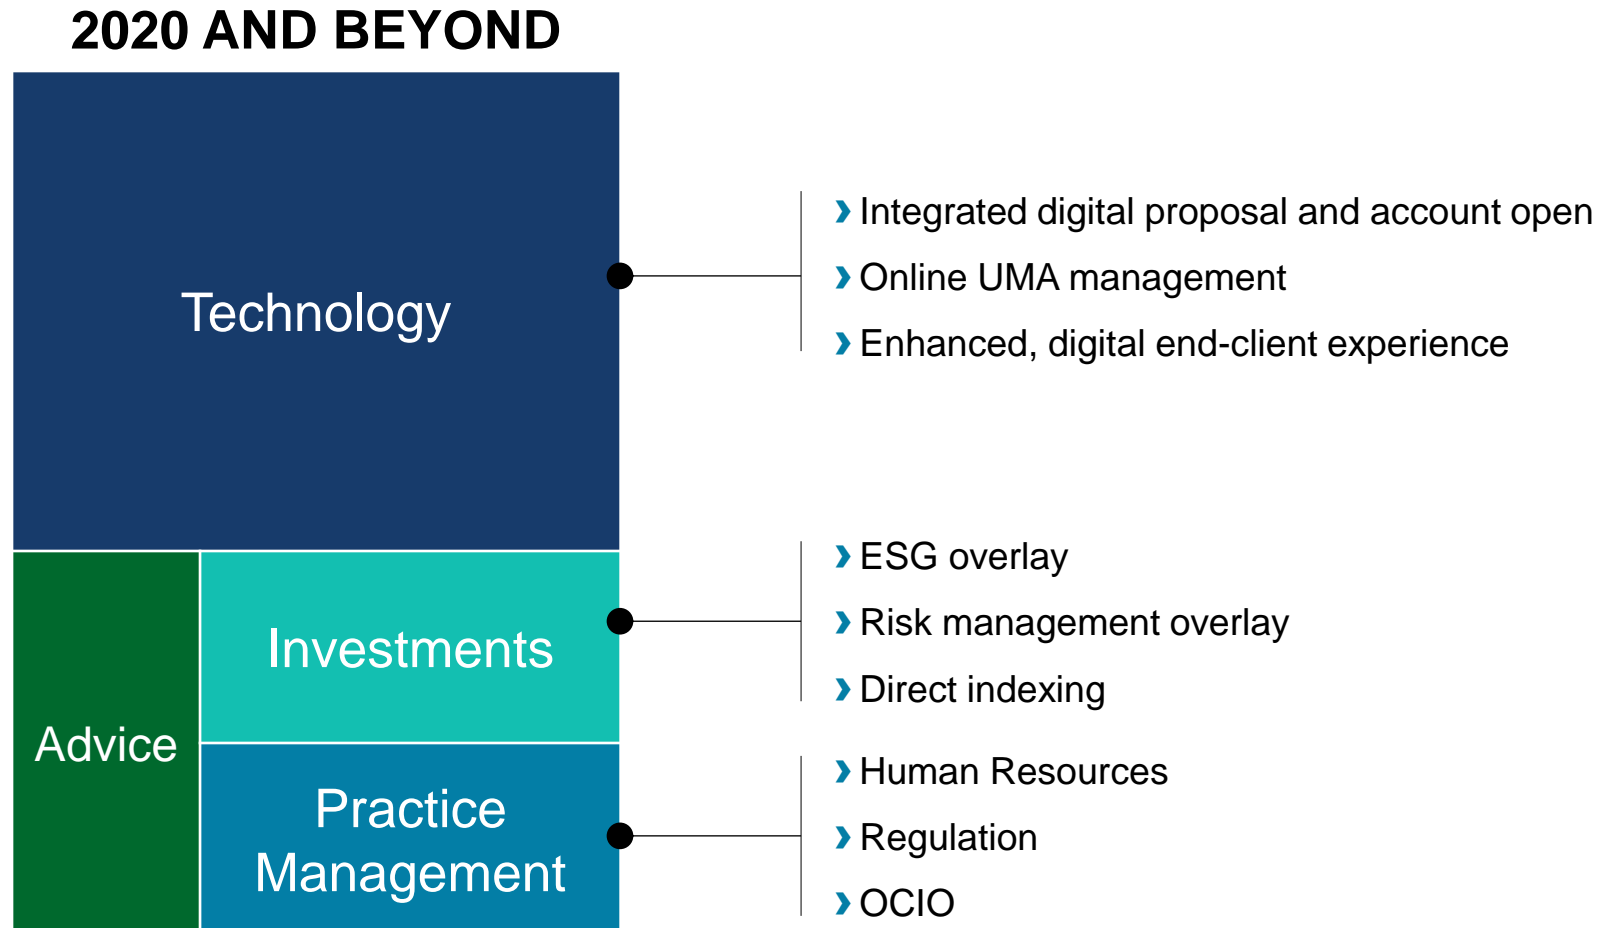 2020 AND BEYOND
Technology
Integrated digital proposal and account open
Online UMA management
Enhanced, digital end-client experience
Advice
Investments
ESG overlay
Risk management overlay
Direct indexing
Practice
Management
Human Resources
Regulation
OCIO